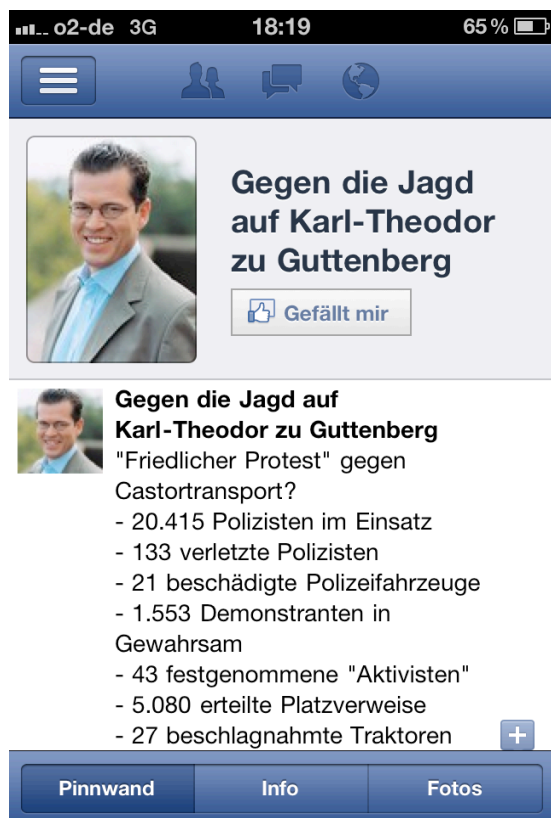 o2-de 3G 18:19 65 %
Gegen die Jagd
auf Karl-Theodor
zu Guttenberg
Gefällt mir
Gegen die Jagd auf
Karl-Theodor zu Guttenberg
"Friedlicher Protest" gegen
Castortransport?
- 20.415 Polizisten im Einsatz
- 133 verletzte Polizisten
- 21 beschädigte Polizeifahrzeuge
- 1.553 Demonstranten in
Gewahrsam
- 43 festgenommene "Aktivisten"
- 5.080 erteilte Platzverweise
- 27 beschlagnahmte Traktoren
Pinnwand Info Fotos